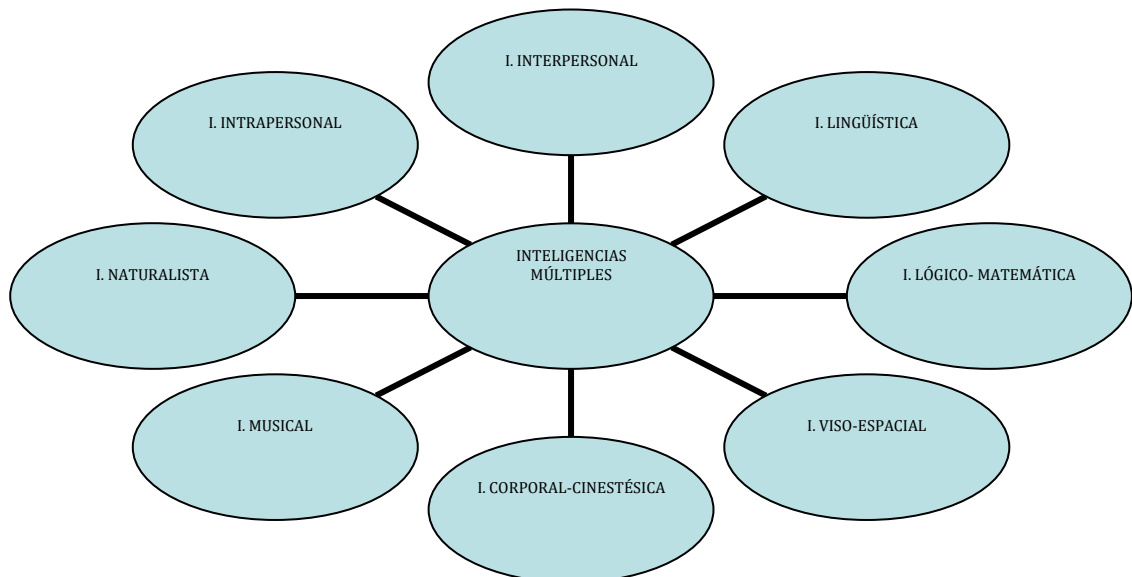 I. INTERPERSONAL
I. INTRAPERSONAL
I. LINGÜÍSTICA
INTELIGENCIAS
MÚLTIPLES
I. NATURALISTA
I. LÓGICO- MATEMÁTICA
I. MUSICAL
I. VISO-ESPACIAL
I. CORPORAL-CINESTÉSICA